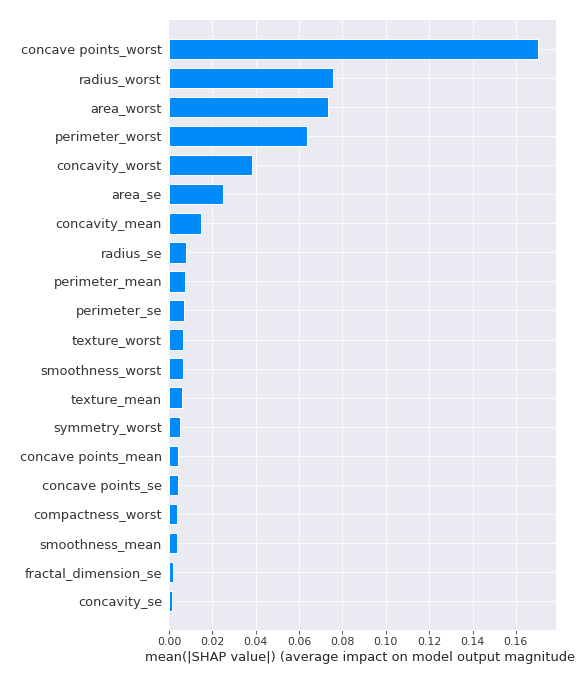 concave points_worst
radius_worst
area_worst
perimeter_worst
concavity_worst
area_se
concavity_mean
radius_se
perimeter_mean
perimeter_se
texture_worst
smoothness_worst
texture_mean
symmetry_worst
concave points_mean
concave points_se
compactness_worst
smoothness_mean
fractal_dimension_se
concavity_se
0.00 0.02 0.04 0.06 0.08 0.10 0.12 0.14 0.16
mean(|SHAP value|) (average impact on model output magnitude